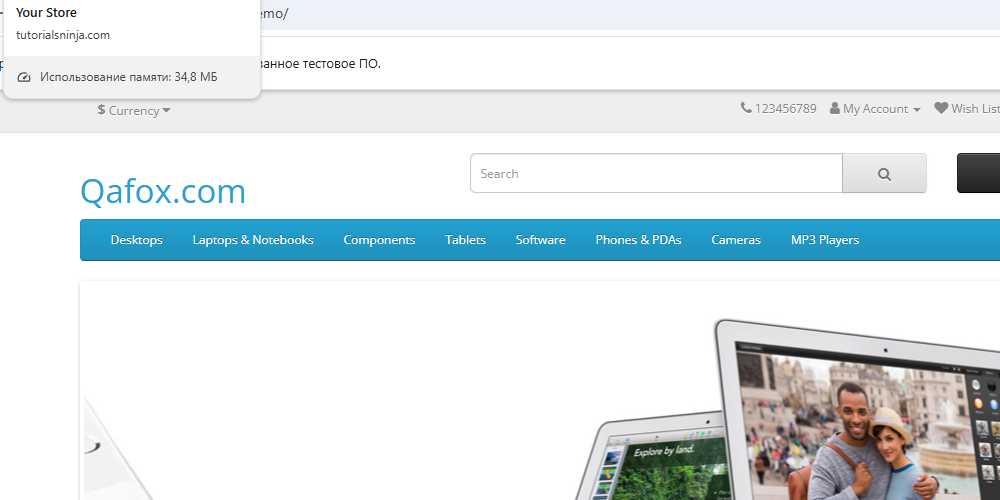 Your Store
emo/
tutorialsninja.com
ванное тестовое ПО.
Использование памяти: 34,8 МБ
$ Currency
123456789 My Account Wish List
Search
Qafox.com
Desktops Laptops & Notebooks Components Tablets Software Phones & PDAs Cameras MP3 Players
Explore by land.